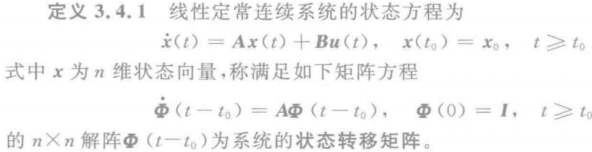 定义 3.4.1 线性定常连续系统的状态方程为
ẋ(t) = Ax(t) + Bu(t), x(t₀) = x₀, t ⩾ t₀
式中 x 为 n 维状态向量,称满足如下矩阵方程
Φ̇(t − t₀) = AΦ(t − t₀), Φ(0) = I, t ⩾ t₀
的 n×n 解阵Φ(t−t₀)为系统的状态转移矩阵。